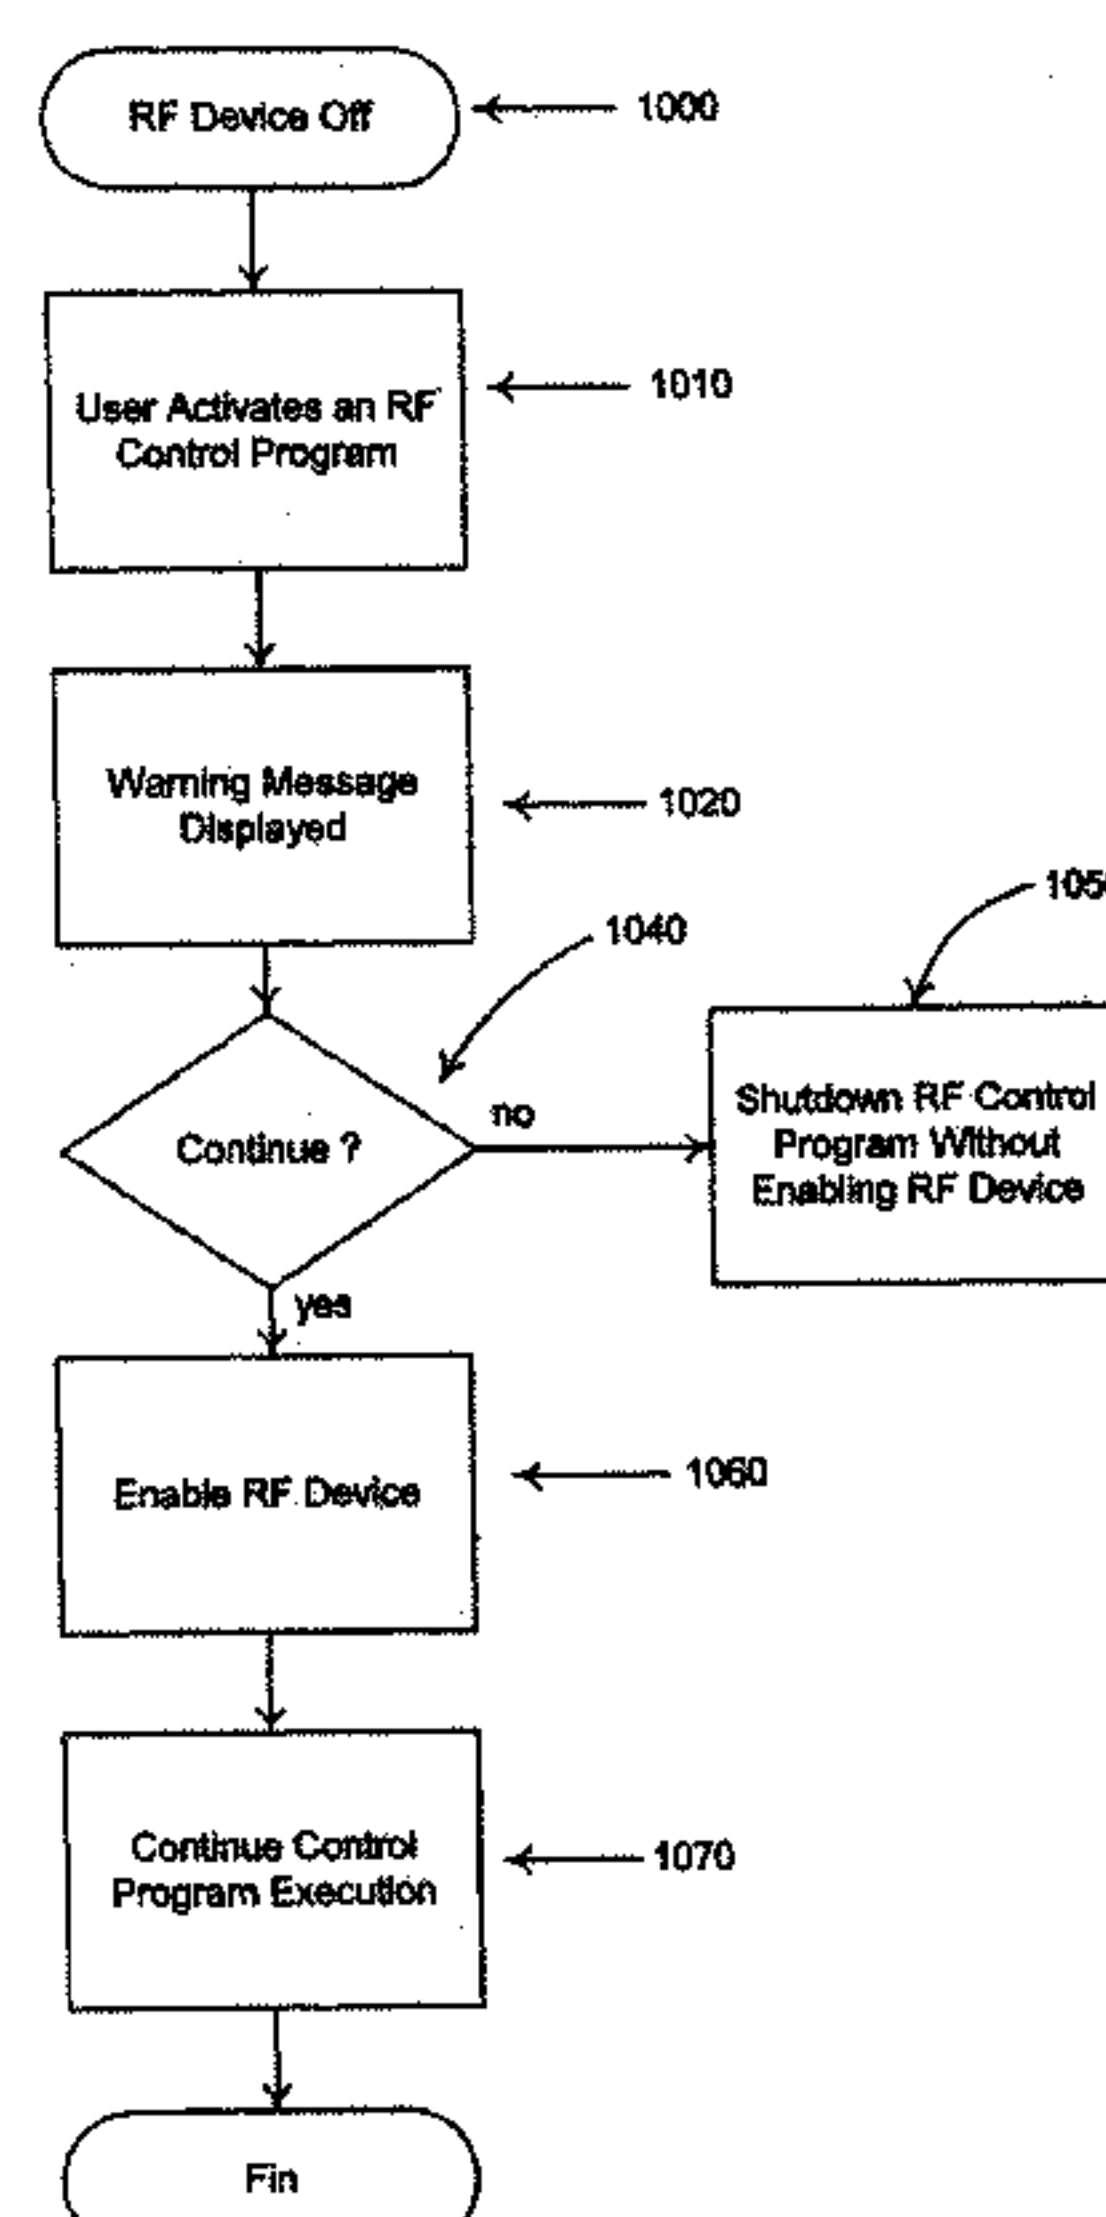 RF Device Off
1000
User Activates an RF
Control Program
1010
Warning Message
Displayed
1020
1040
Continue ?
no
yes
Shutdown RF Control
Program Without
Enabling RF Device
Enable RF Device
1060
Continue Control
Program Execution
1070
Fin